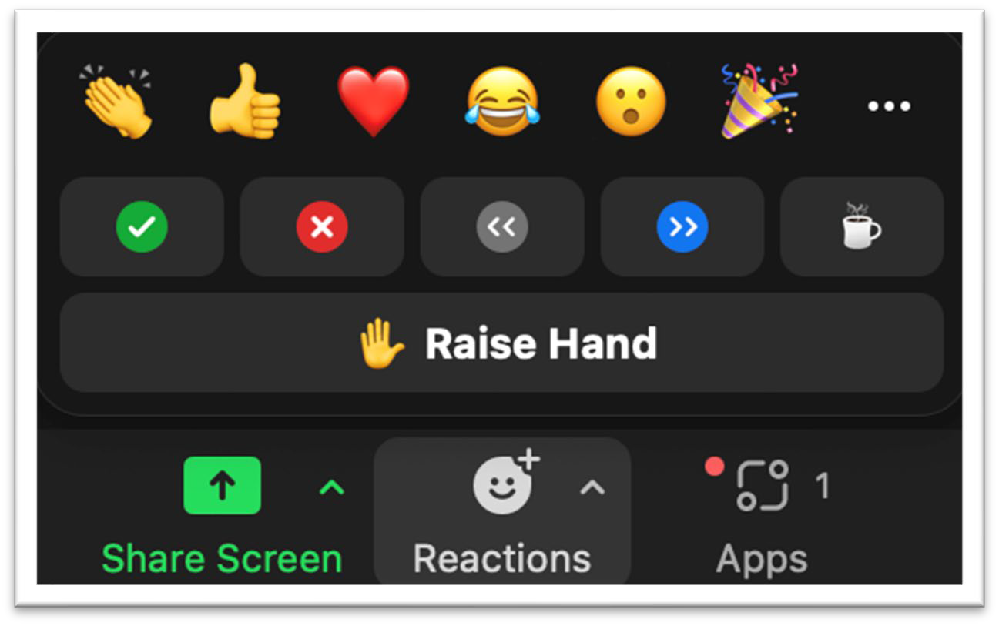 Raise Hand
1
Share Screen
Reactions
Apps